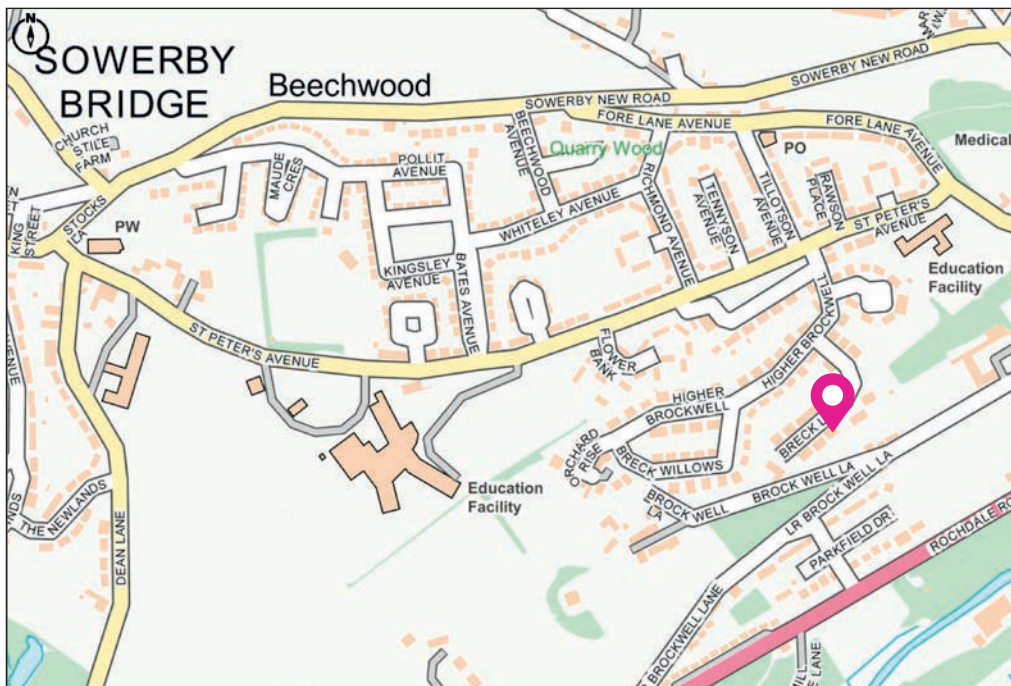 N
SOWERBY
BRIDGE
Beechwood
SOWERBY NEW ROAD
SOWERBY NEW ROAD
CHURCH
STILE
FARM
BEECHWOOD
AVENUE
FORE LANE AVENUE
FORE LANE AVENUE
Medical
Quarry Wood
PO
POLLIT
AVENUE
MAUDE
CRES
KING
STREET
STOCKS
LA
PW
WHITELEY AVENUE
RICHMOND AVENUE
TENNYSON
AVENUE
TILLOTSON
AVENUE
RAWSON
PLACE
ST PETER'S
AVENUE
Education
Facility
KINGSLEY
AVENUE
BATES AVENUE
ST PETER'S AVENUE
FLOWER
BANK
HIGHER BROCKWELL
HIGHER
BROCKWELL
AVENUE
ORCHARD
RISE
BRECK WILLOWS
BRECK
BROCK WELL
LA
BROCK WELL LA
LR BROCK WELL LA
PARKFIELD DR
ROCHDALE
Education
Facility
THE NEWLANDS
DEAN LANE
BROCKWELL LANE
LANE